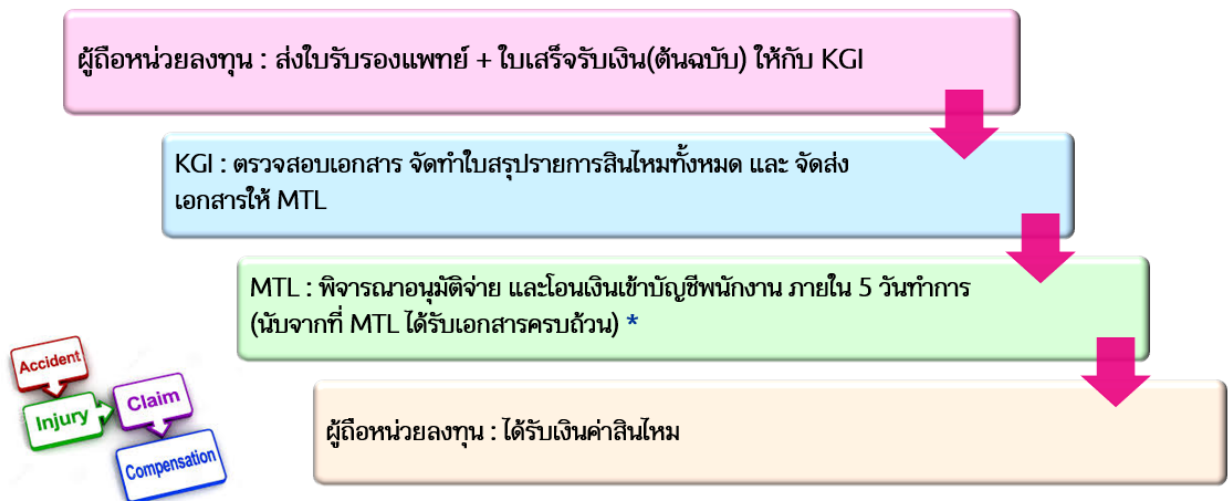 ผู้ถือหน่วยลงทุน : ส่งใบรับรองแพทย์ + ใบเสร็จรับเงิน(ต้นฉบับ) ให้กับ KGI
KGI : ตรวจสอบเอกสาร จัดทำใบสรุปรายการสินไหมทั้งหมด และ จัดส่ง
เอกสารให้ MTL
MTL : พิจารณาอนุมัติจ่าย และโอนเงินเข้าบัญชีพนักงาน ภายใน 5 วันทำการ
(นับจากที่ MTL ได้รับเอกสารครบถ้วน) *
ผู้ถือหน่วยลงทุน : ได้รับเงินค่าสินไหม
Accident
Injury
Claim
Compensation